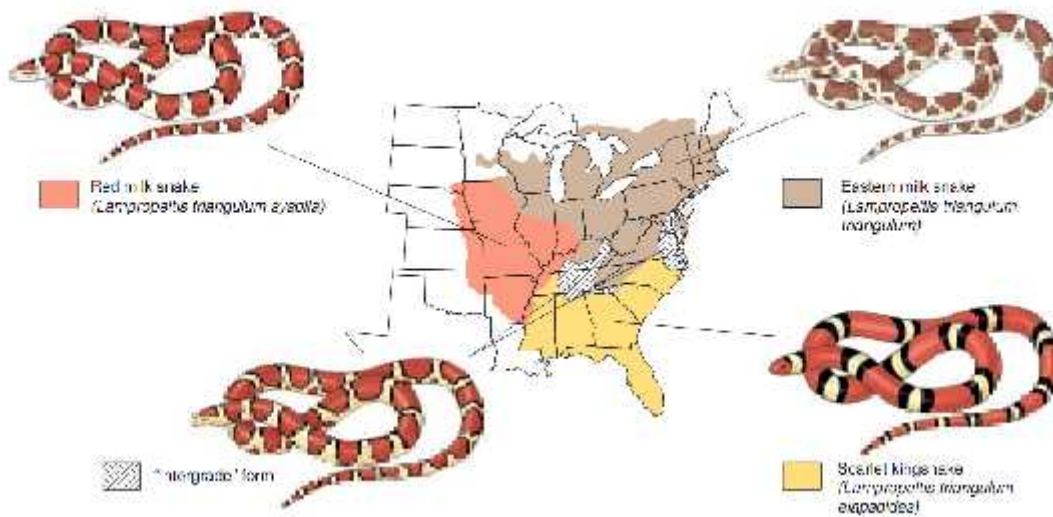 Red milk snake
(Lampropeltis triangulum syspila)
Eastern milk snake
(Lampropeltis triangulum
triangulum)
"Intergrade" form
Scarlet kingsnake
(Lampropeltis triangulum
elapsoides)